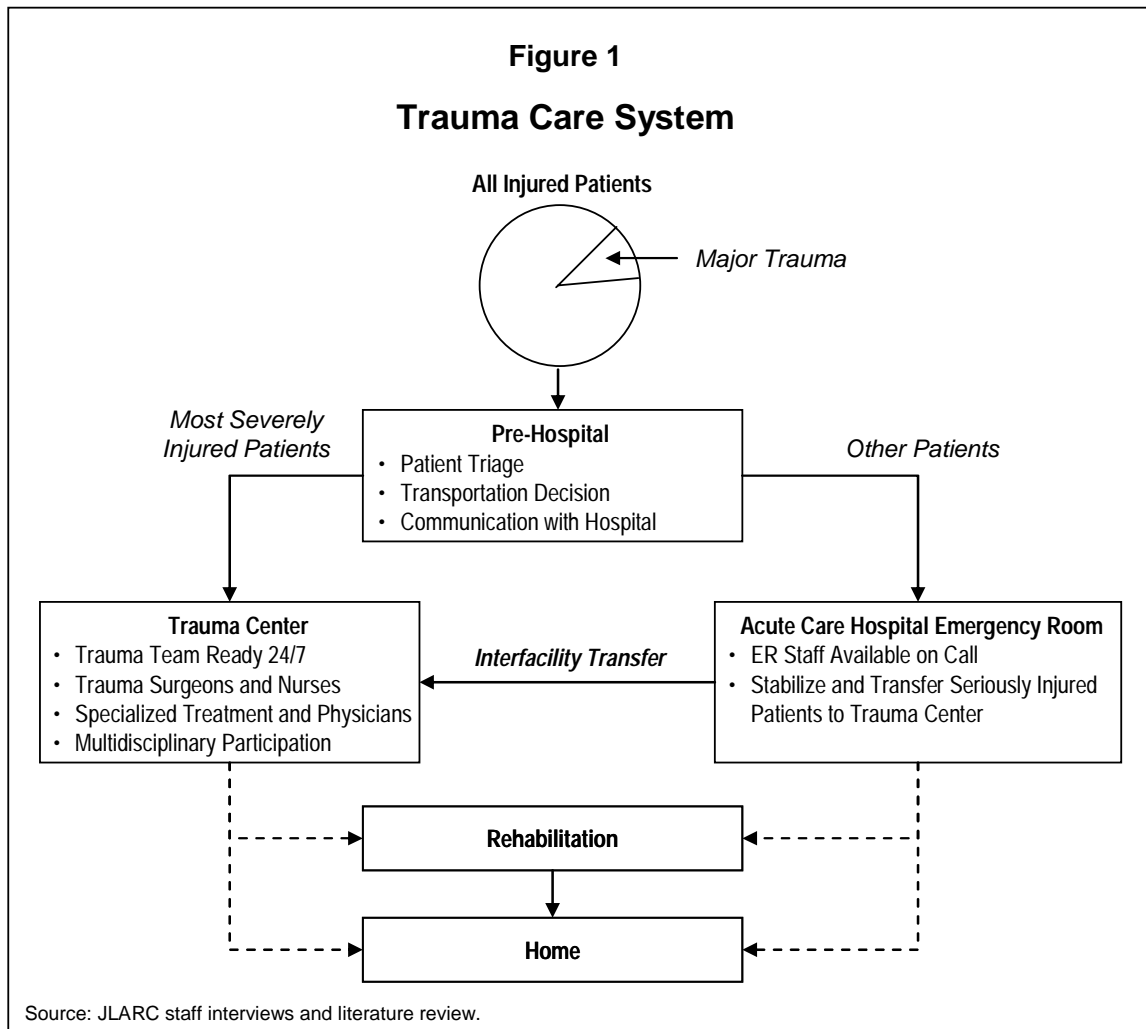 Figure 1
Trauma Care System
All Injured Patients
Major Trauma
Most Severely
Injured Patients
Pre-Hospital
• Patient Triage
• Transportation Decision
• Communication with Hospital
Other Patients
Trauma Center
• Trauma Team Ready 24/7
• Trauma Surgeons and Nurses
• Specialized Treatment and Physicians
• Multidisciplinary Participation
Interfacility Transfer
Acute Care Hospital Emergency Room
• ER Staff Available on Call
• Stabilize and Transfer Seriously Injured
Patients to Trauma Center
Rehabilitation
Home
Source: JLARC staff interviews and literature review.